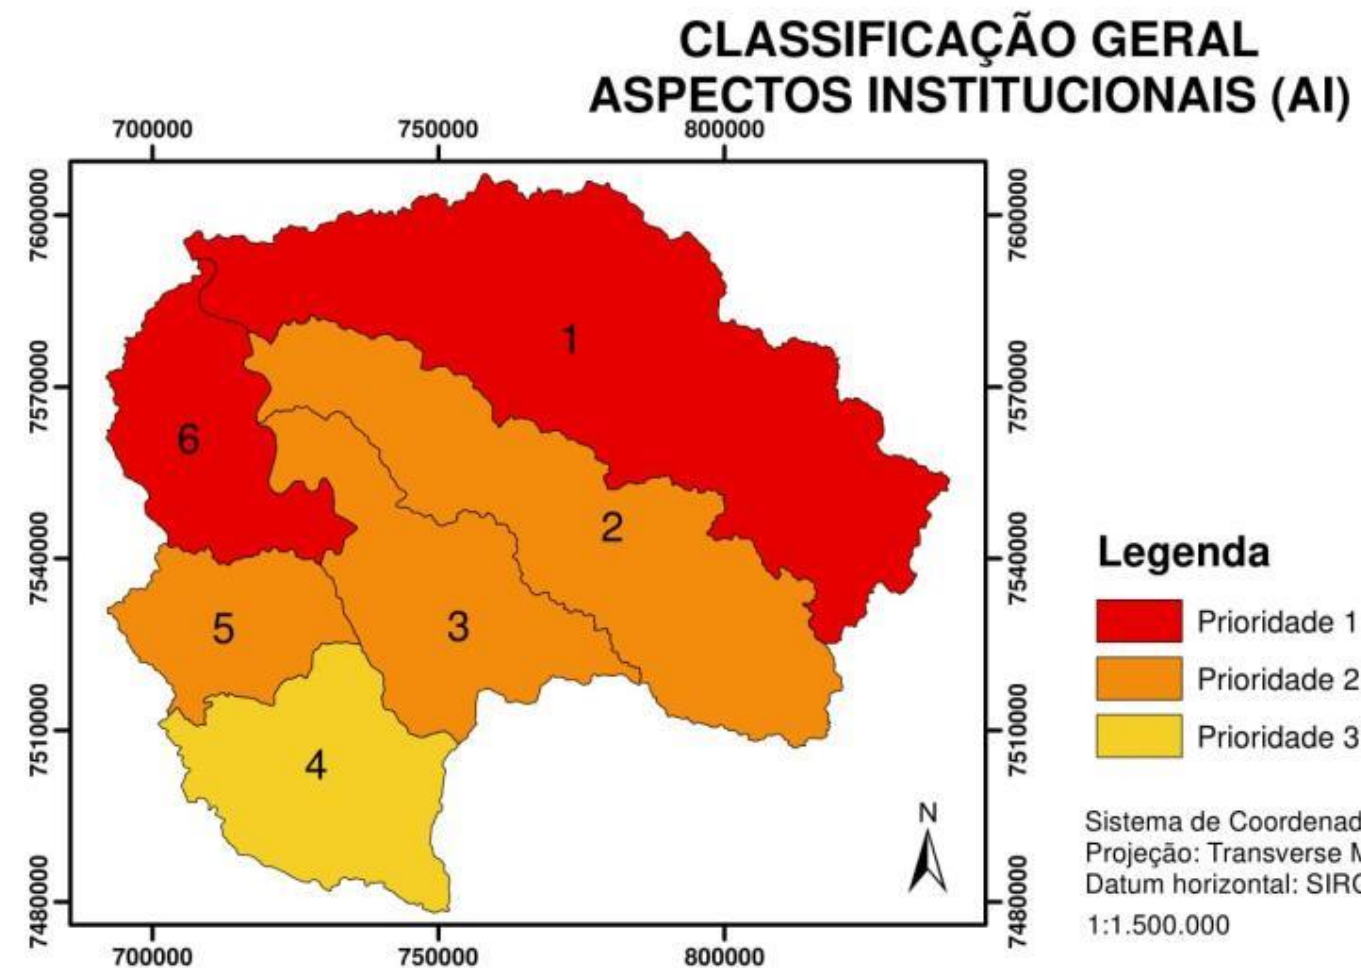 CLASSIFICAÇÃO GERAL
ASPECTOS INSTITUCIONAIS (AI)
700000 750000 800000
7600000
7570000
7540000
7510000
7480000
7600000
7570000
7540000
7510000
7480000
1
6
2
5
3
4
N
700000 750000 800000
Legenda
Prioridade 1
Prioridade 2
Prioridade 3
Sistema de Coordenad
Projeção: Transverse M
Datum horizontal: SIRG
1:1.500.000